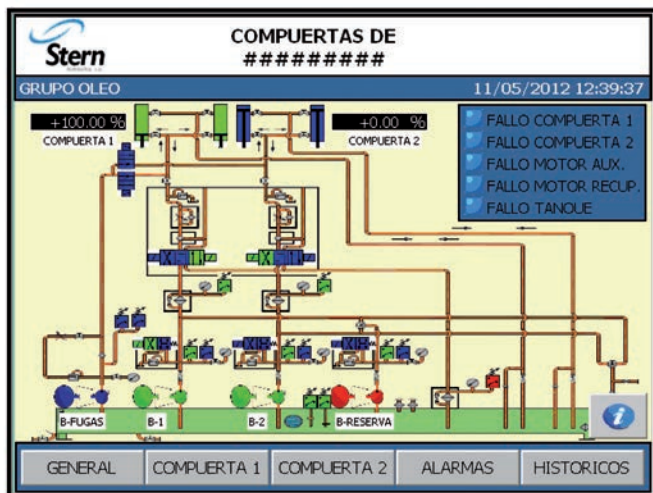 Stern
COMPUERTAS DE
#########
GRUPO OLEO
11/05/2012 12:39:37
+100.00 %
COMPUERTA 1
+0.00 %
COMPUERTA 2
FALLO COMPUERTA 1
FALLO COMPUERTA 2
FALLO MOTOR AUX.
FALLO MOTOR RECUP.
FALLO TANQUE
B-FUGAS
B-1
B-2
B-RESERVA
i
GENERAL
COMPUERTA 1
COMPUERTA 2
ALARMAS
HISTORICOS